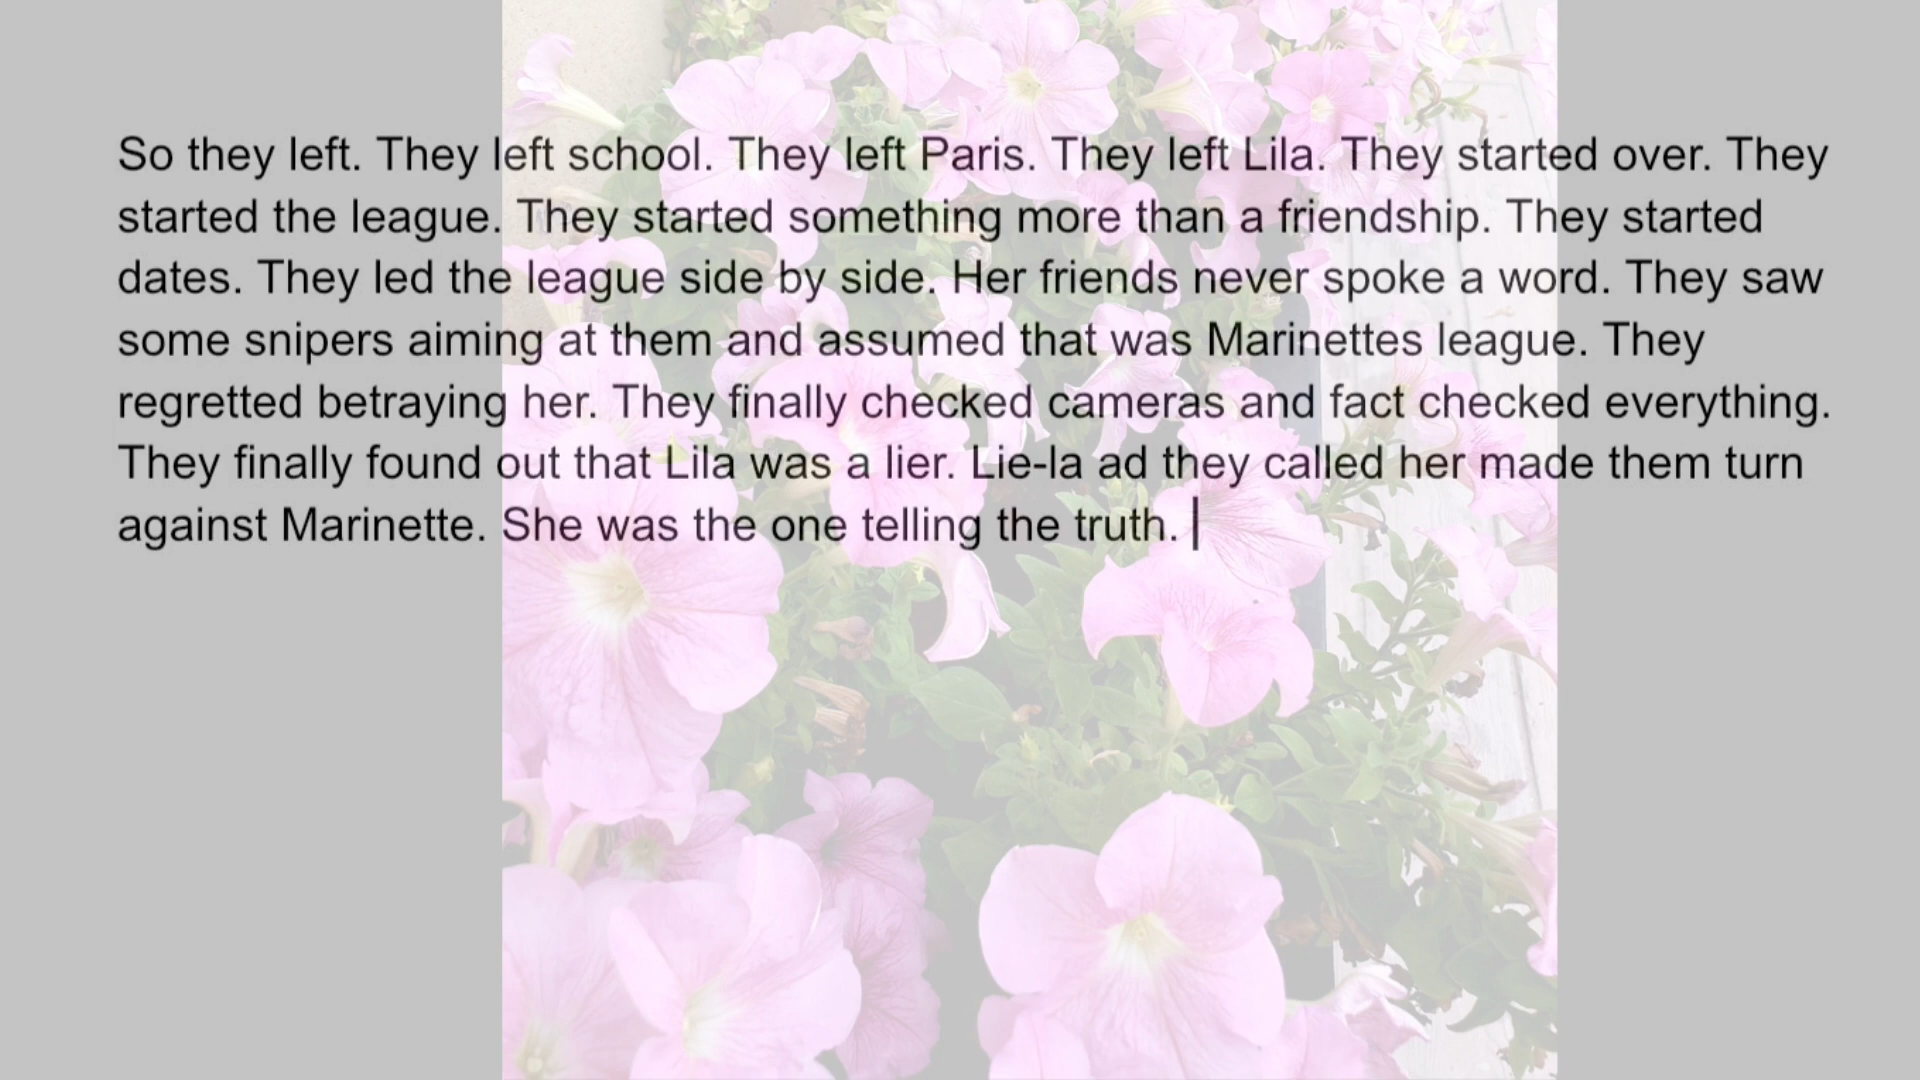 So they left. They left school. They left Paris. They left Lila. They started over. They
started the league. They started something more than a friendship. They started
dates. They led the league side by side. Her friends never spoke a word. They saw
some snipers aiming at them and assumed that was Marinettes league. They
regretted betraying her. They finally checked cameras and fact checked everything.
They finally found out that Lila was a lier. Lie-la ad they called her made them turn
against Marinette. She was the one telling the truth.